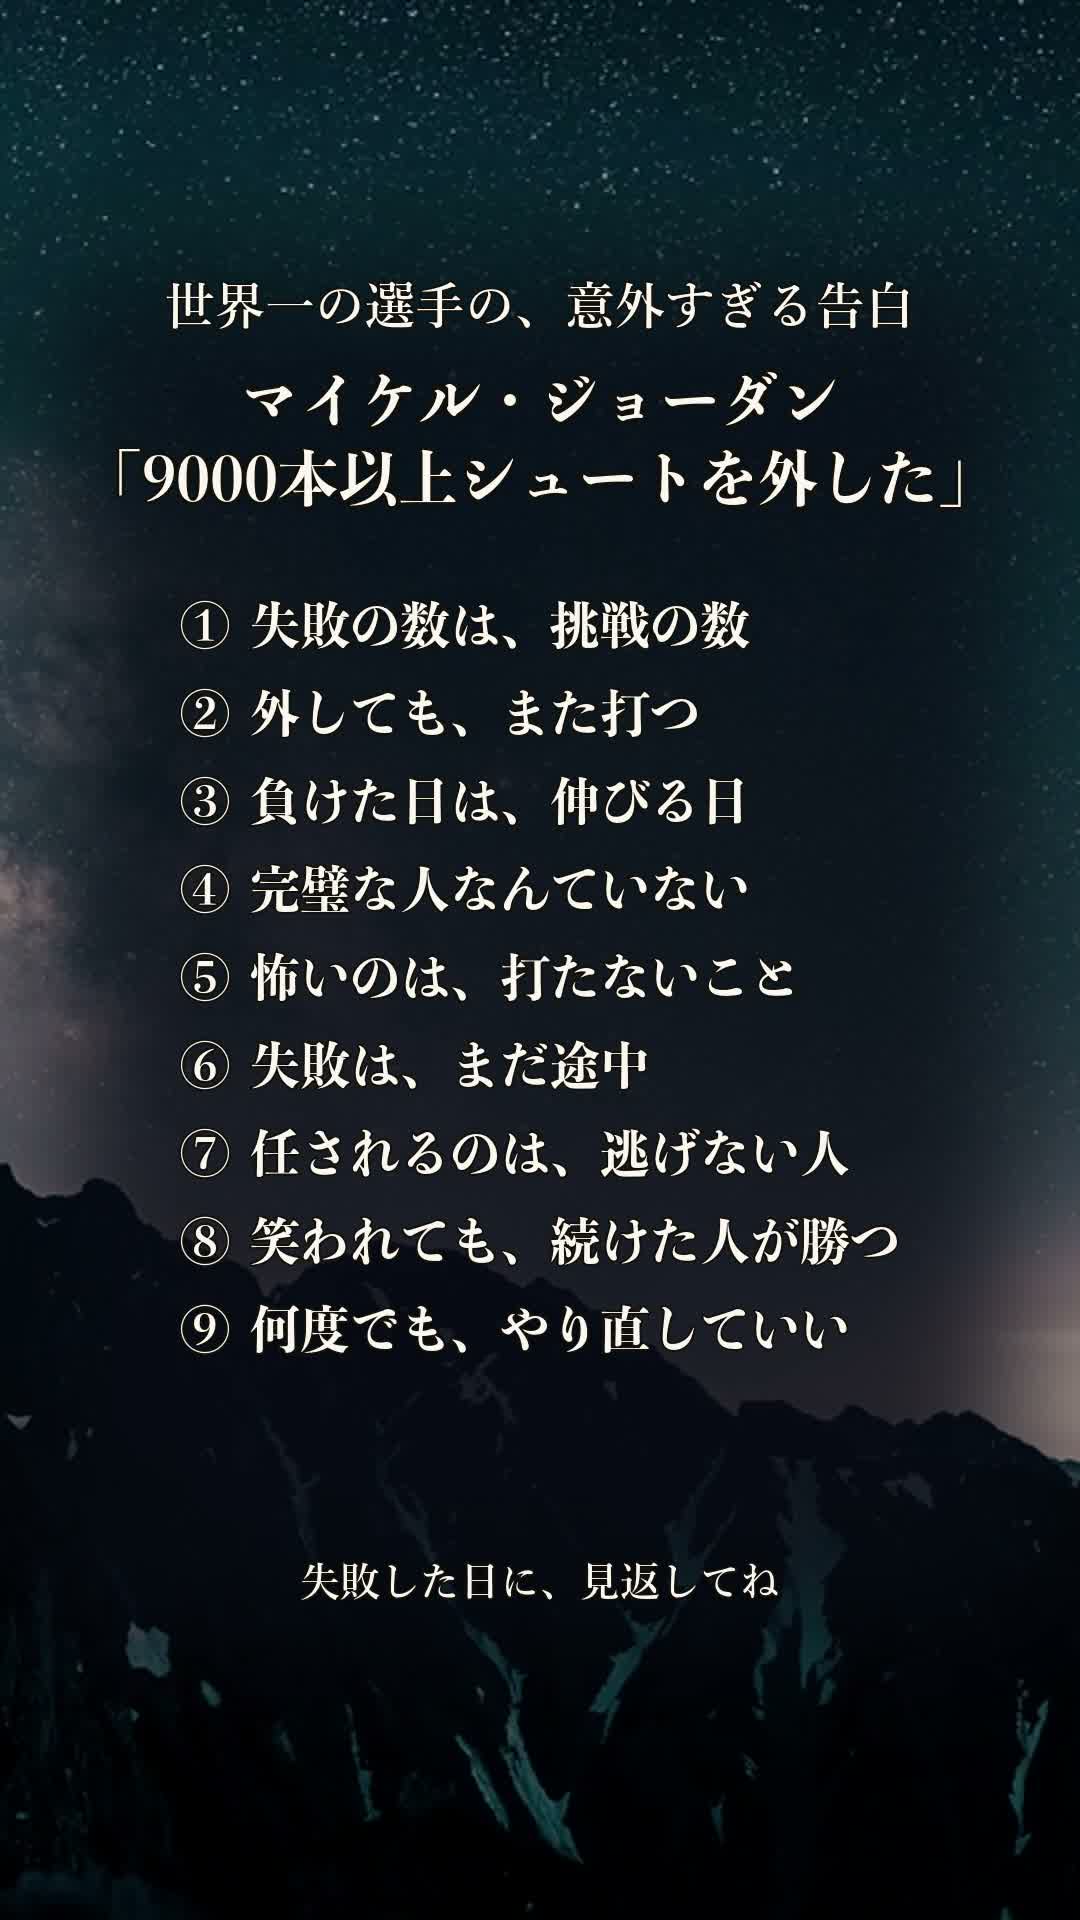 世界一の選手の、意外すぎる告白
マイケル・ジョーダン
「9000本以上シュートを外した」
① 失敗の数は、挑戦の数
② 外しても、また打つ
③ 負けた日は、伸びる日
④ 完璧な人なんていない
⑤ 怖いのは、打たないこと
⑥ 失敗は、まだ途中
⑦ 任されるのは、逃げない人
⑧ 笑われても、続けた人が勝つ
⑨ 何度でも、やり直していい
失敗した日に、見返してね